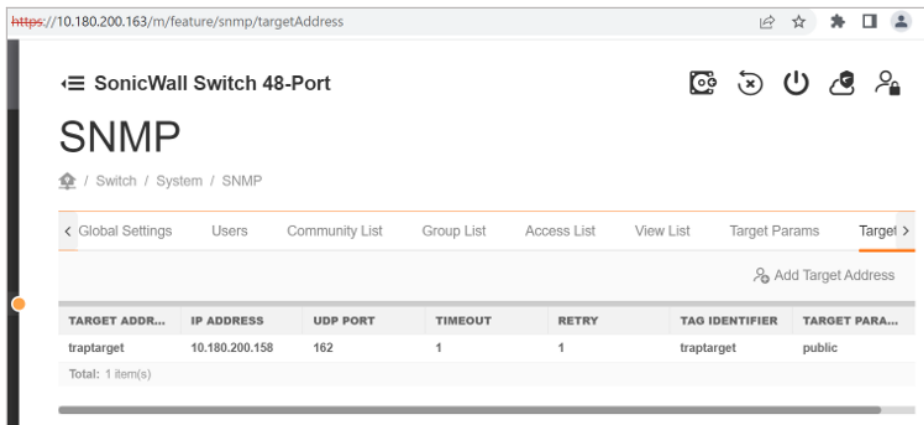 https://10.180.200.163/m/feature/snmp/targetAddress
SonicWall Switch 48-Port
SNMP
/ Switch / System / SNMP
< Global Settings Users Community List Group List Access List View List Target Params Target >
Add Target Address
TARGET ADDR... IP ADDRESS UDP PORT TIMEOUT RETRY TAG IDENTIFIER TARGET PARA...
traptarget 10.180.200.158 162 1 1 traptarget public
Total: 1 item(s)